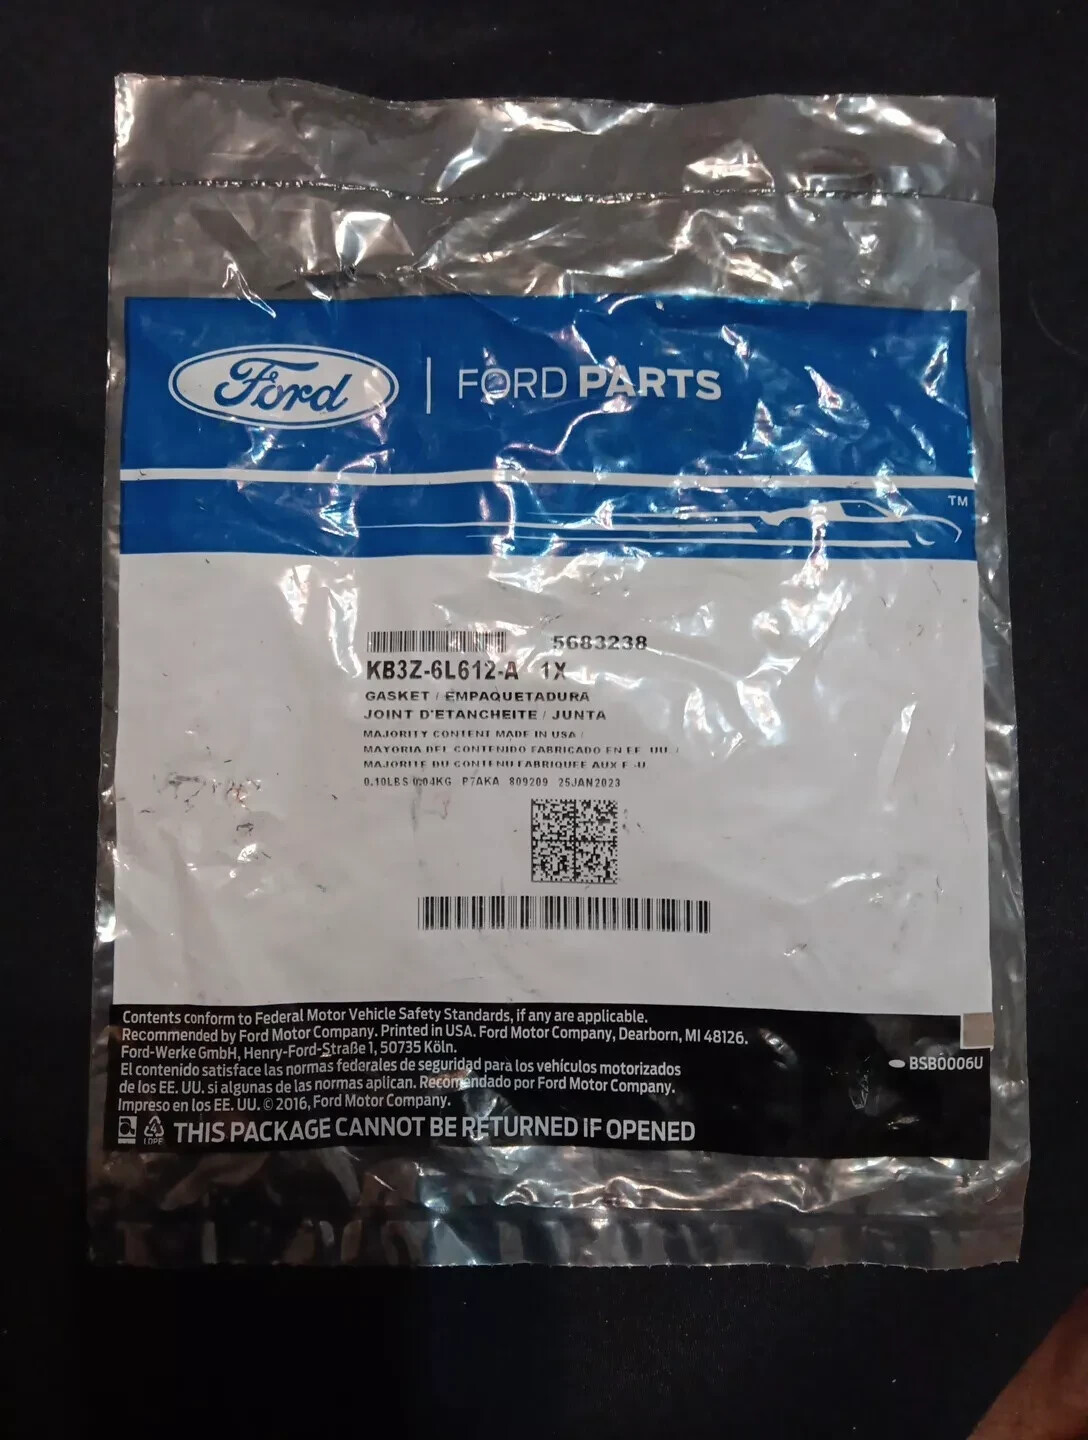 Ford
FORD PARTS
TM
5683238
KB3Z-6L612-A 1X
GASKET / EMPAQUETADURA
JOINT D'ETANCHEITE / JUNTA
MAJORITY CONTENT MADE IN USA /
MAYORIA DEL CONTENIDO FABRICADO EN EE. UU. /
MAJORITE DU CONTENU FABRIQUEE AUX E-U
0.10LBS 0.04KG P7AKA 809209 25JAN2023
Contents conform to Federal Motor Vehicle Safety Standards, if any are applicable.
Recommended by Ford Motor Company. Printed in USA. Ford Motor Company, Dearborn, MI 48126.
Ford-Werke GmbH, Henry-Ford-Straße 1, 50735 Köln.
El contenido satisface las normas federales de seguridad para los vehículos motorizados
de los EE. UU. si algunas de las normas aplican. Recomendado por Ford Motor Company.
Impreso en los EE. UU. © 2016, Ford Motor Company.
BSB0006U
4
LDPE
THIS PACKAGE CANNOT BE RETURNED IF OPENED